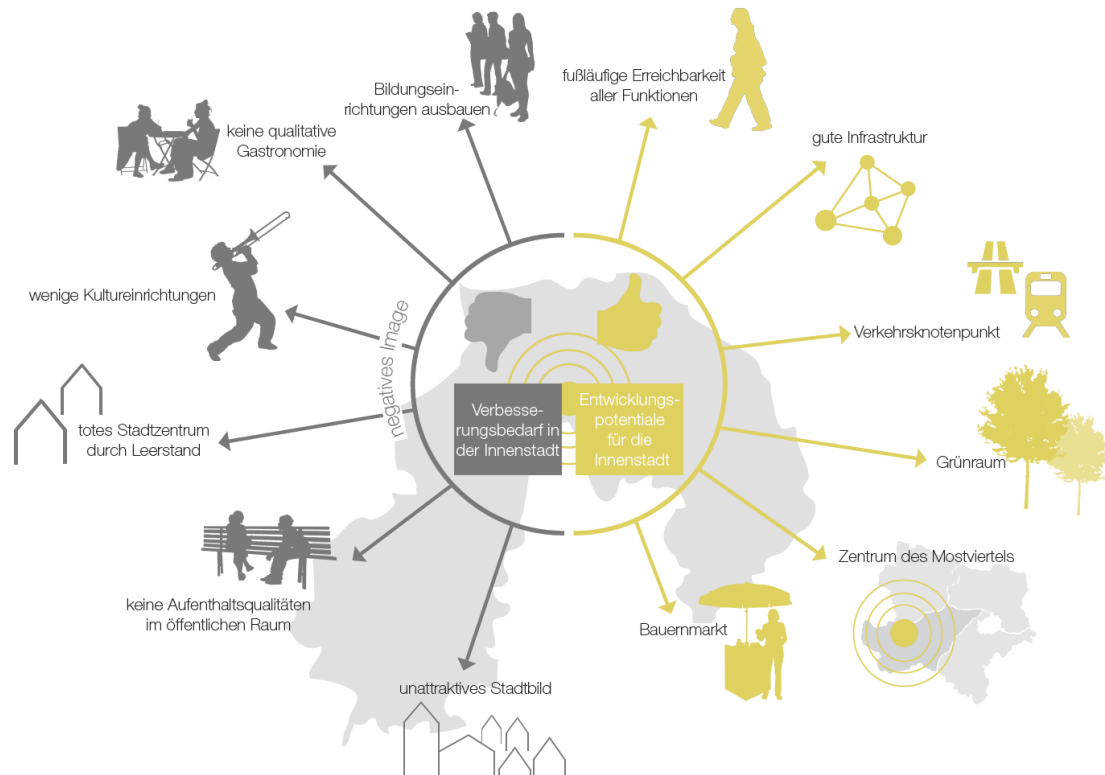 Bildungsein-
richtungen ausbauen
fußläufige Erreichbarkeit
aller Funktionen
keine qualitative
Gastronomie
gute Infrastruktur
wenige Kultureinrichtungen
negatives Image
Verkehrsknotenpunkt
Verbesse-
rungsbedarf in
der Innenstadt
Entwicklungs-
potentiale
für die
Innenstadt
totes Stadtzentrum
durch Leerstand
Grünraum
Zentrum des Mostviertels
keine Aufenthaltsqualitäten
im öffentlichen Raum
Bauernmarkt
unattraktives Stadtbild